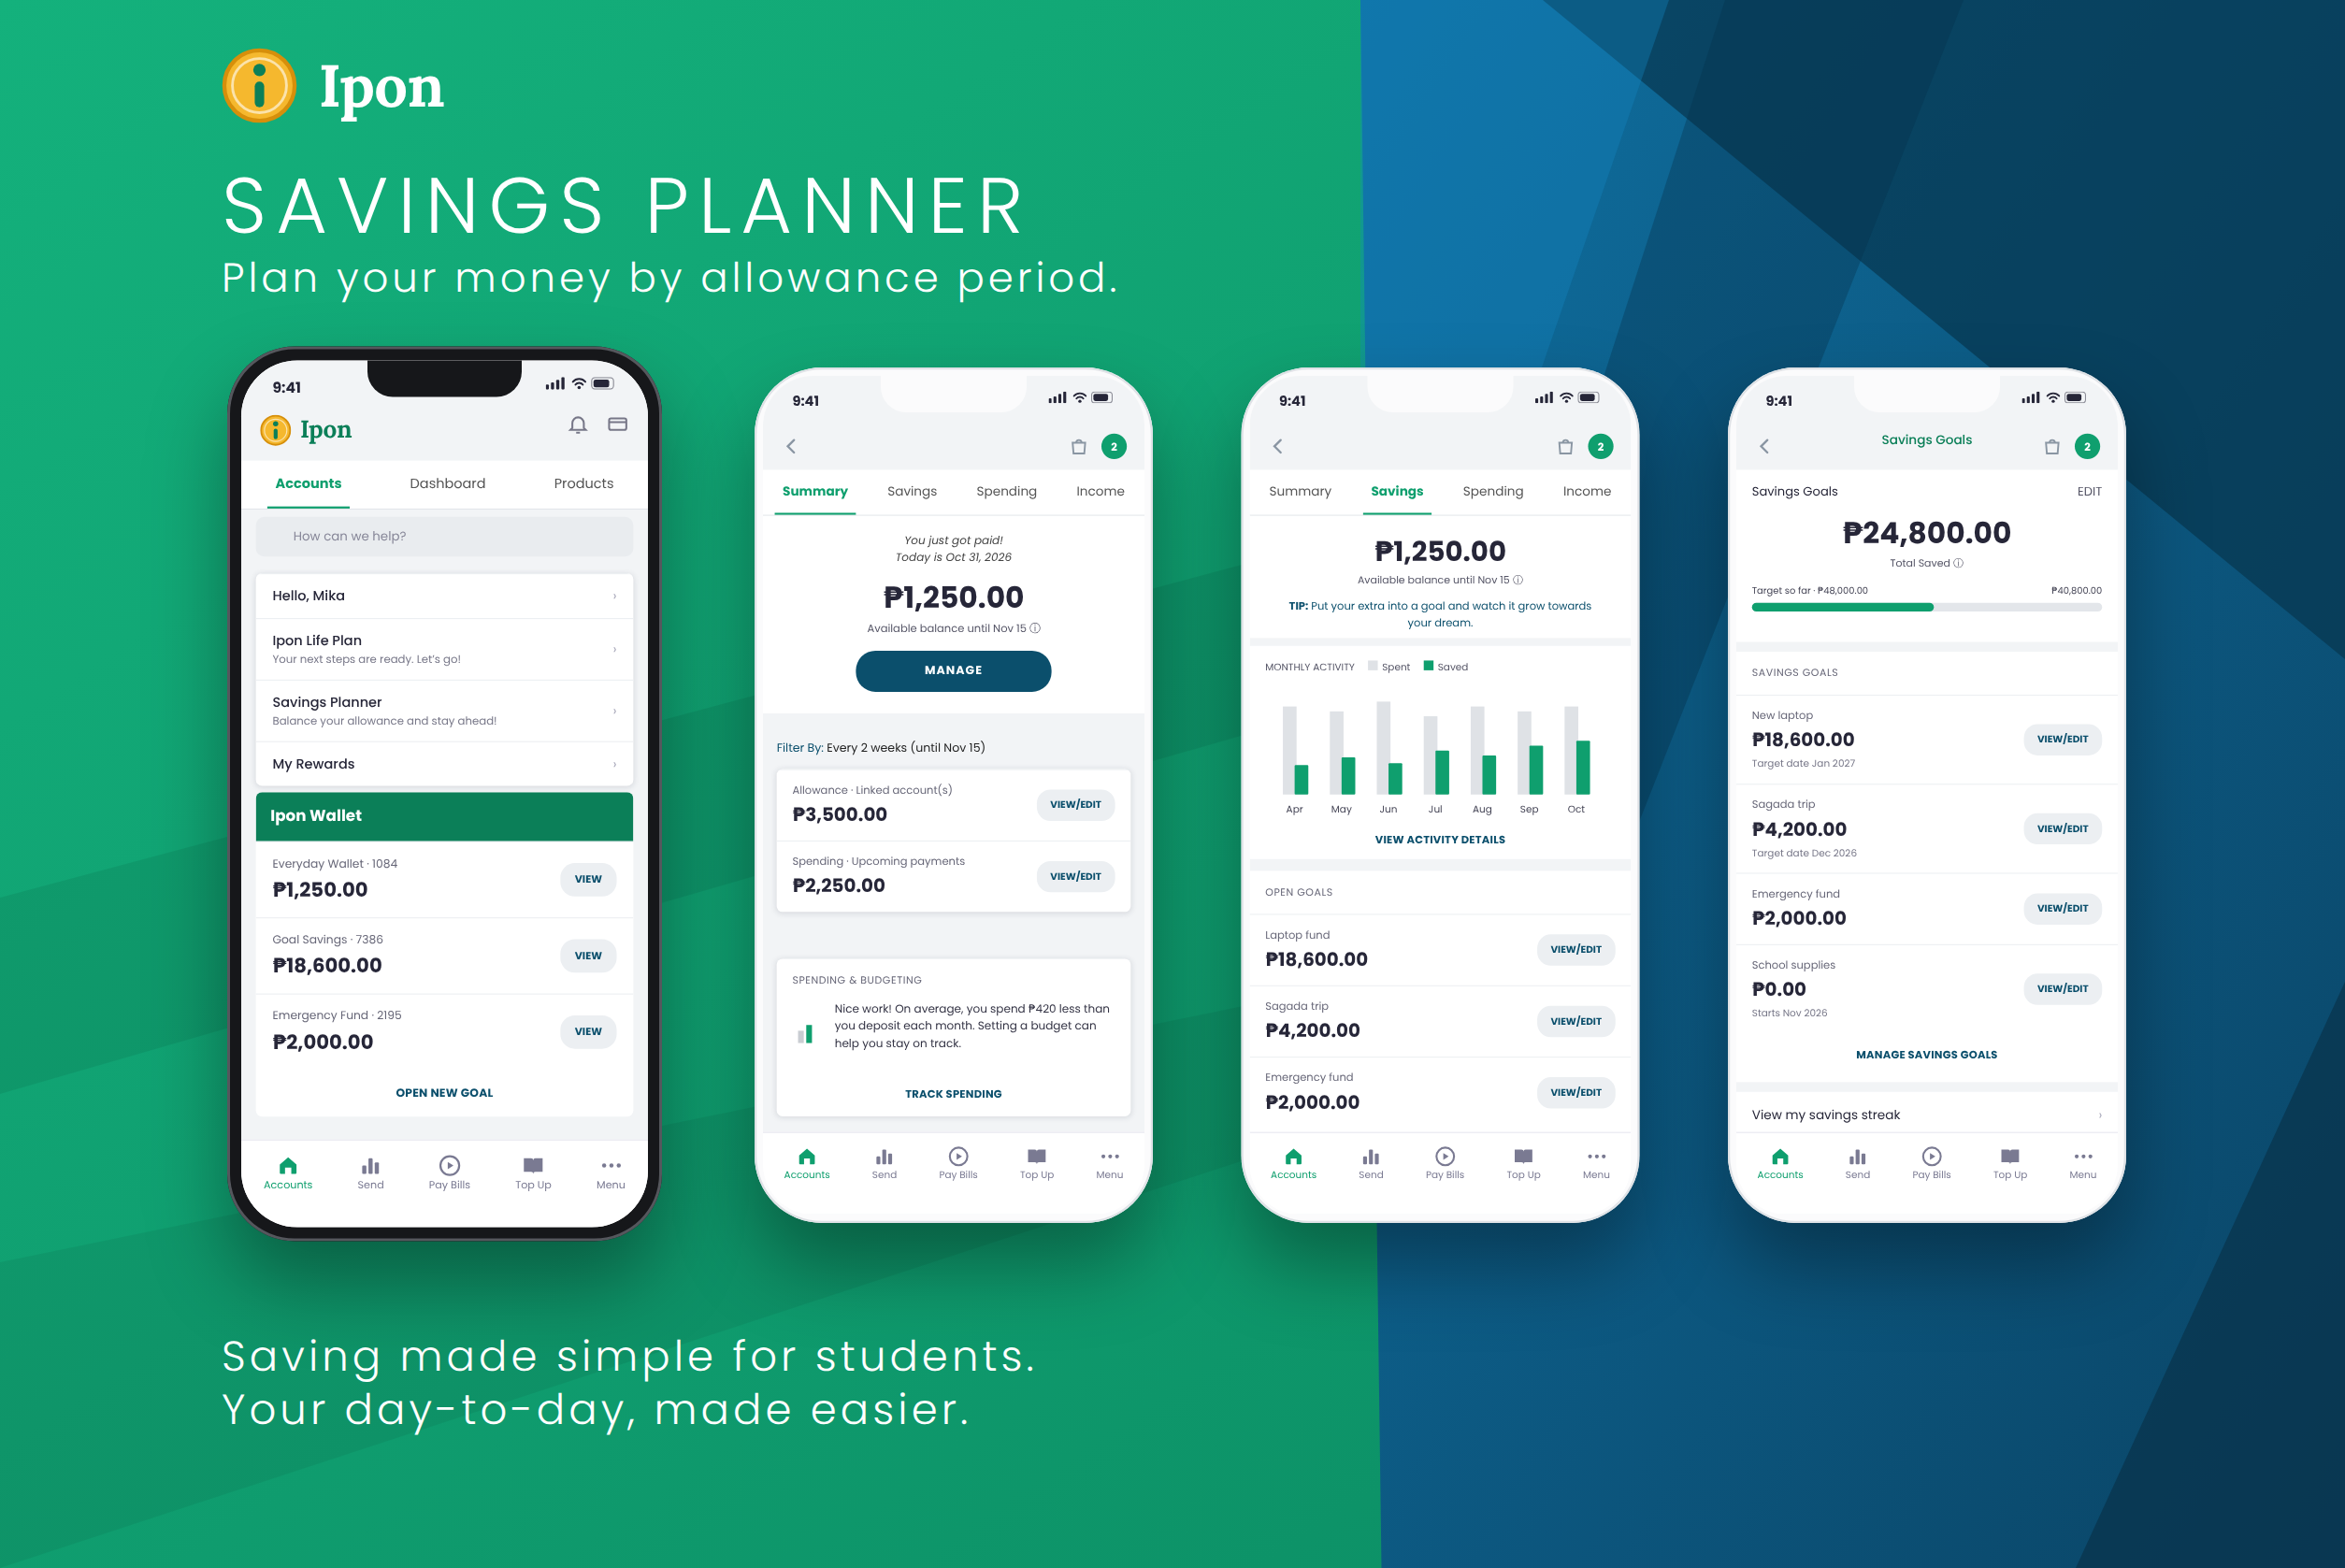 Ipon
SAVINGS PLANNER
Plan your money by allowance period.
9:41
Ipon
Accounts Dashboard Products
How can we help?
Hello, Mika
Ipon Life Plan
Your next steps are ready. Let's go!
Savings Planner
Balance your allowance and stay ahead!
My Rewards
Ipon Wallet
Everyday Wallet · 1084
₱1,250.00
VIEW
Goal Savings · 7386
₱18,600.00
VIEW
Emergency Fund · 2195
₱2,000.00
VIEW
OPEN NEW GOAL
Accounts Send Pay Bills Top Up Menu
9:41
2
Summary Savings Spending Income
You just got paid!
Today is Oct 31, 2026
₱1,250.00
Available balance until Nov 15 ⓘ
MANAGE
Filter By: Every 2 weeks (until Nov 15)
Allowance · Linked account(s)
₱3,500.00
VIEW/EDIT
Spending · Upcoming payments
₱2,250.00
VIEW/EDIT
SPENDING & BUDGETING
Nice work! On average, you spend ₱420 less than
you deposit each month. Setting a budget can
help you stay on track.
TRACK SPENDING
Accounts Send Pay Bills Top Up Menu
9:41
2
Summary Savings Spending Income
₱1,250.00
Available balance until Nov 15 ⓘ
TIP: Put your extra into a goal and watch it grow towards
your dream.
MONTHLY ACTIVITY Spent Saved
Apr May Jun Jul Aug Sep Oct
VIEW ACTIVITY DETAILS
OPEN GOALS
Laptop fund
₱18,600.00
VIEW/EDIT
Sagada trip
₱4,200.00
VIEW/EDIT
Emergency fund
₱2,000.00
VIEW/EDIT
Accounts Send Pay Bills Top Up Menu
9:41
Savings Goals
2
Savings Goals EDIT
₱24,800.00
Total Saved ⓘ
Target so far · ₱48,000.00 ₱40,800.00
SAVINGS GOALS
New laptop
₱18,600.00
Target date Jan 2027
VIEW/EDIT
Sagada trip
₱4,200.00
Target date Dec 2026
VIEW/EDIT
Emergency fund
₱2,000.00
VIEW/EDIT
School supplies
₱0.00
Starts Nov 2026
VIEW/EDIT
MANAGE SAVINGS GOALS
View my savings streak
Accounts Send Pay Bills Top Up Menu
Saving made simple for students.
Your day-to-day, made easier.